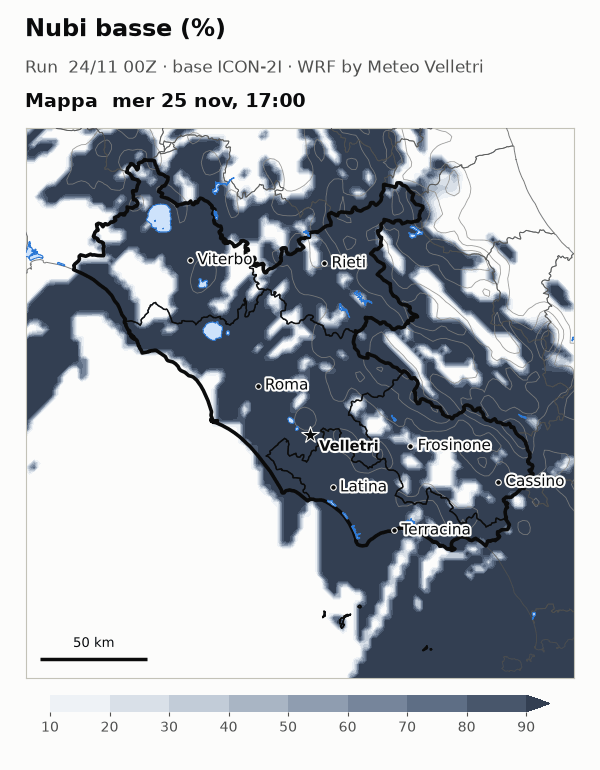 Nubi basse (%)
Run  24/11 00Z · base ICON-2I · WRF by Meteo Velletri
Mappa  mer 25 nov, 17:00
Viterbo
Rieti
Roma
Velletri
Frosinone
Latina
Cassino
Terracina
50 km
10 20 30 40 50 60 70 80 90